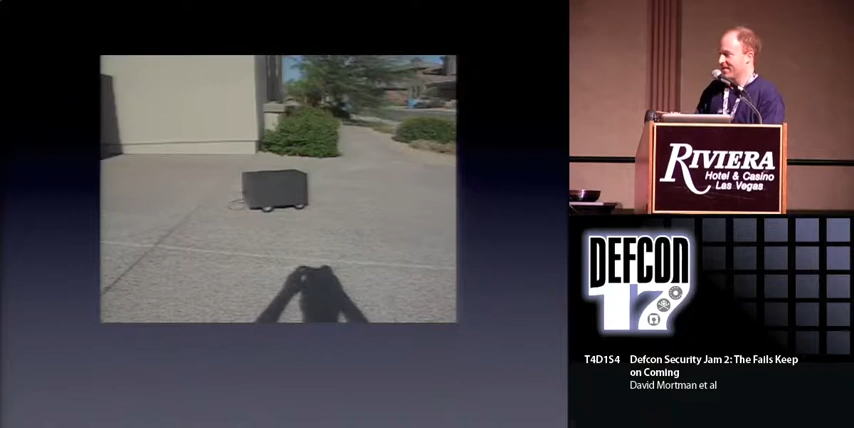 RIVIERA
Hotel & Casino
Las Vegas
DEFCON
17
T4D1S4 Defcon Security Jam 2: The Fails Keep
on Coming
David Mortman et al